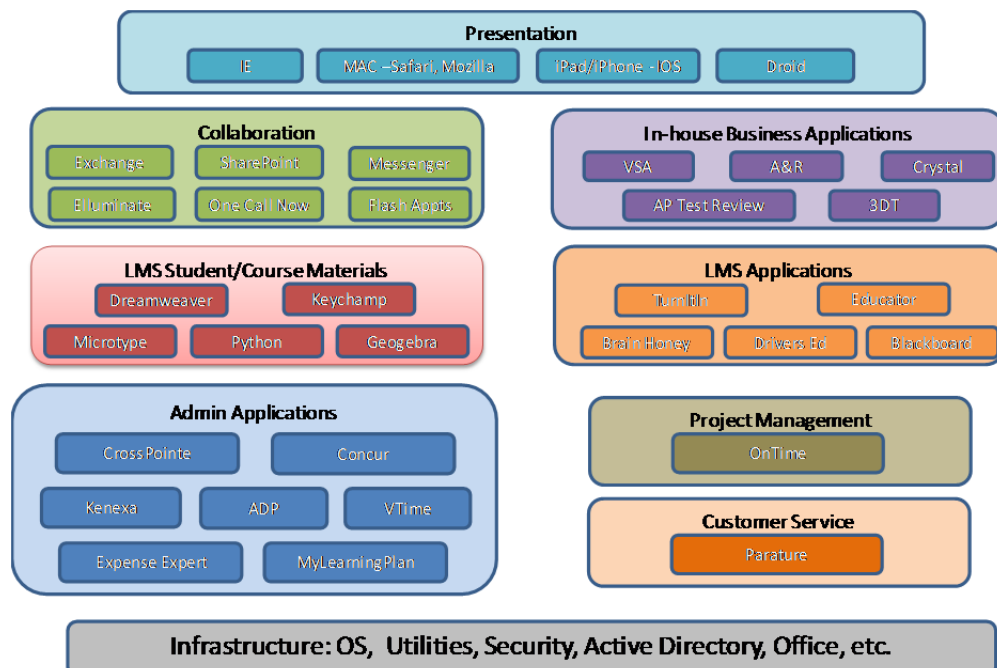 Presentation
IE
MAC –Safari, Mozilla
iPad/iPhone - IOS
Droid
Collaboration
Exchange
SharePoint
Messenger
Elluminate
One Call Now
Flash Appts
In-house Business Applications
VSA
A&R
Crystal
AP Test Review
3DT
LMS Student/Course Materials
Dreamweaver
Keychamp
Microtype
Python
Geogebra
LMS Applications
TurnItIn
Educator
Brain Honey
Drivers Ed
Blackboard
Admin Applications
CrossPointe
Concur
Kenexa
ADP
VTime
Expense Expert
MyLearningPlan
Project Management
OnTime
Customer Service
Parature
Infrastructure: OS, Utilities, Security, Active Directory, Office, etc.